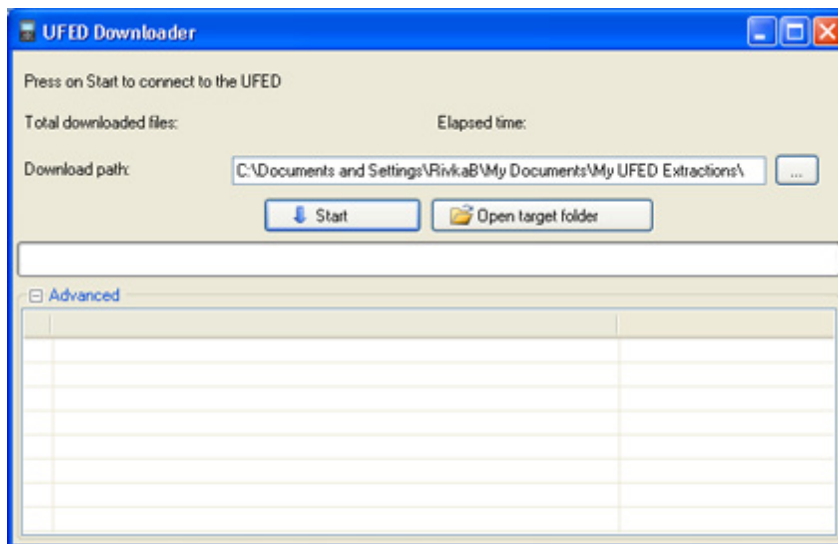 UFED Downloader
Press on Start to connect to the UFED
Total downloaded files: Elapsed time:
Download path: C:\Documents and Settings\RivkaB\My Documents\My UFED Extractions\ ...
Start Open target folder
Advanced